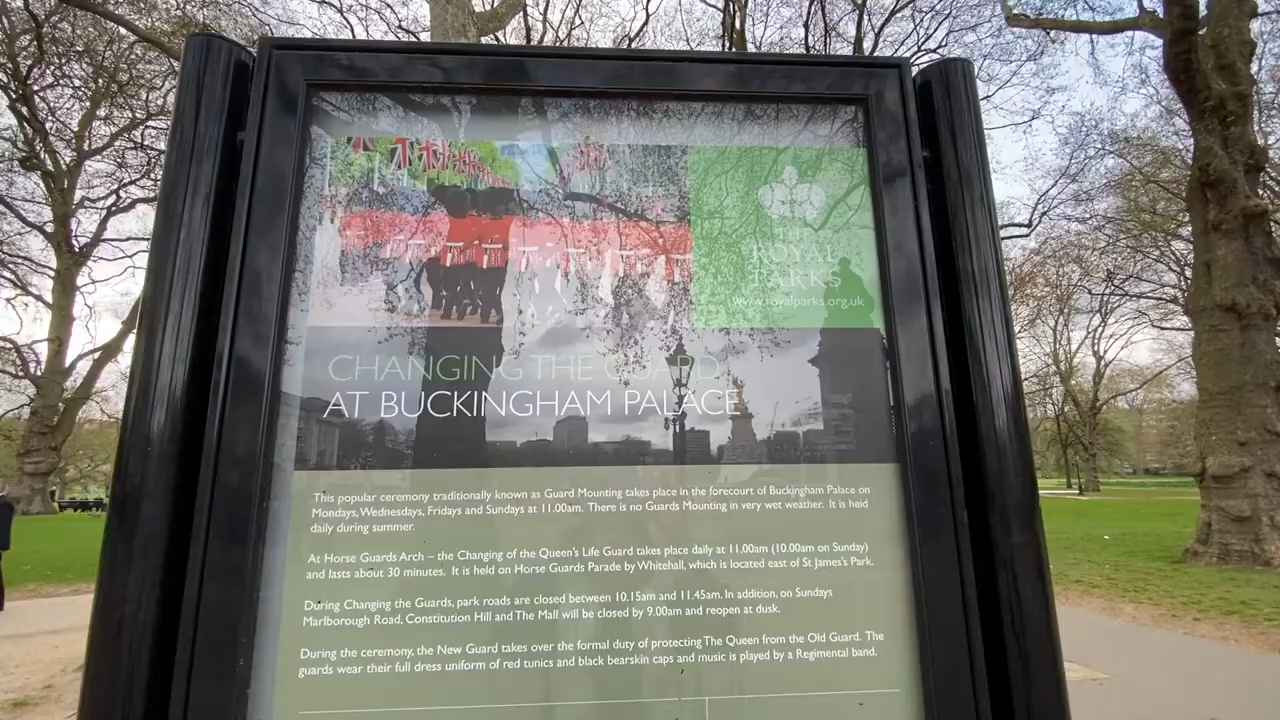 THE
ROYAL
PARKS
www.royalparks.org.uk
CHANGING THE GUARD
AT BUCKINGHAM PALACE
This popular ceremony traditionally known as Guard Mounting takes place in the forecourt of Buckingham Palace on
Mondays, Wednesdays, Fridays and Sundays at 11.00am. There is no Guards Mounting in very wet weather. It is held
daily during summer.
At Horse Guards Arch – the Changing of the Queen's Life Guard takes place daily at 11.00am (10.00am on Sunday)
and lasts about 30 minutes. It is held on Horse Guards Parade by Whitehall, which is located east of St James's Park.
During Changing the Guards, park roads are closed between 10.15am and 11.45am. In addition, on Sundays
Marlborough Road, Constitution Hill and The Mall will be closed by 9.00am and reopen at dusk.
During the ceremony, the New Guard takes over the formal duty of protecting The Queen from the Old Guard. The
guards wear their full dress uniform of red tunics and black bearskin caps and music is played by a Regimental band.